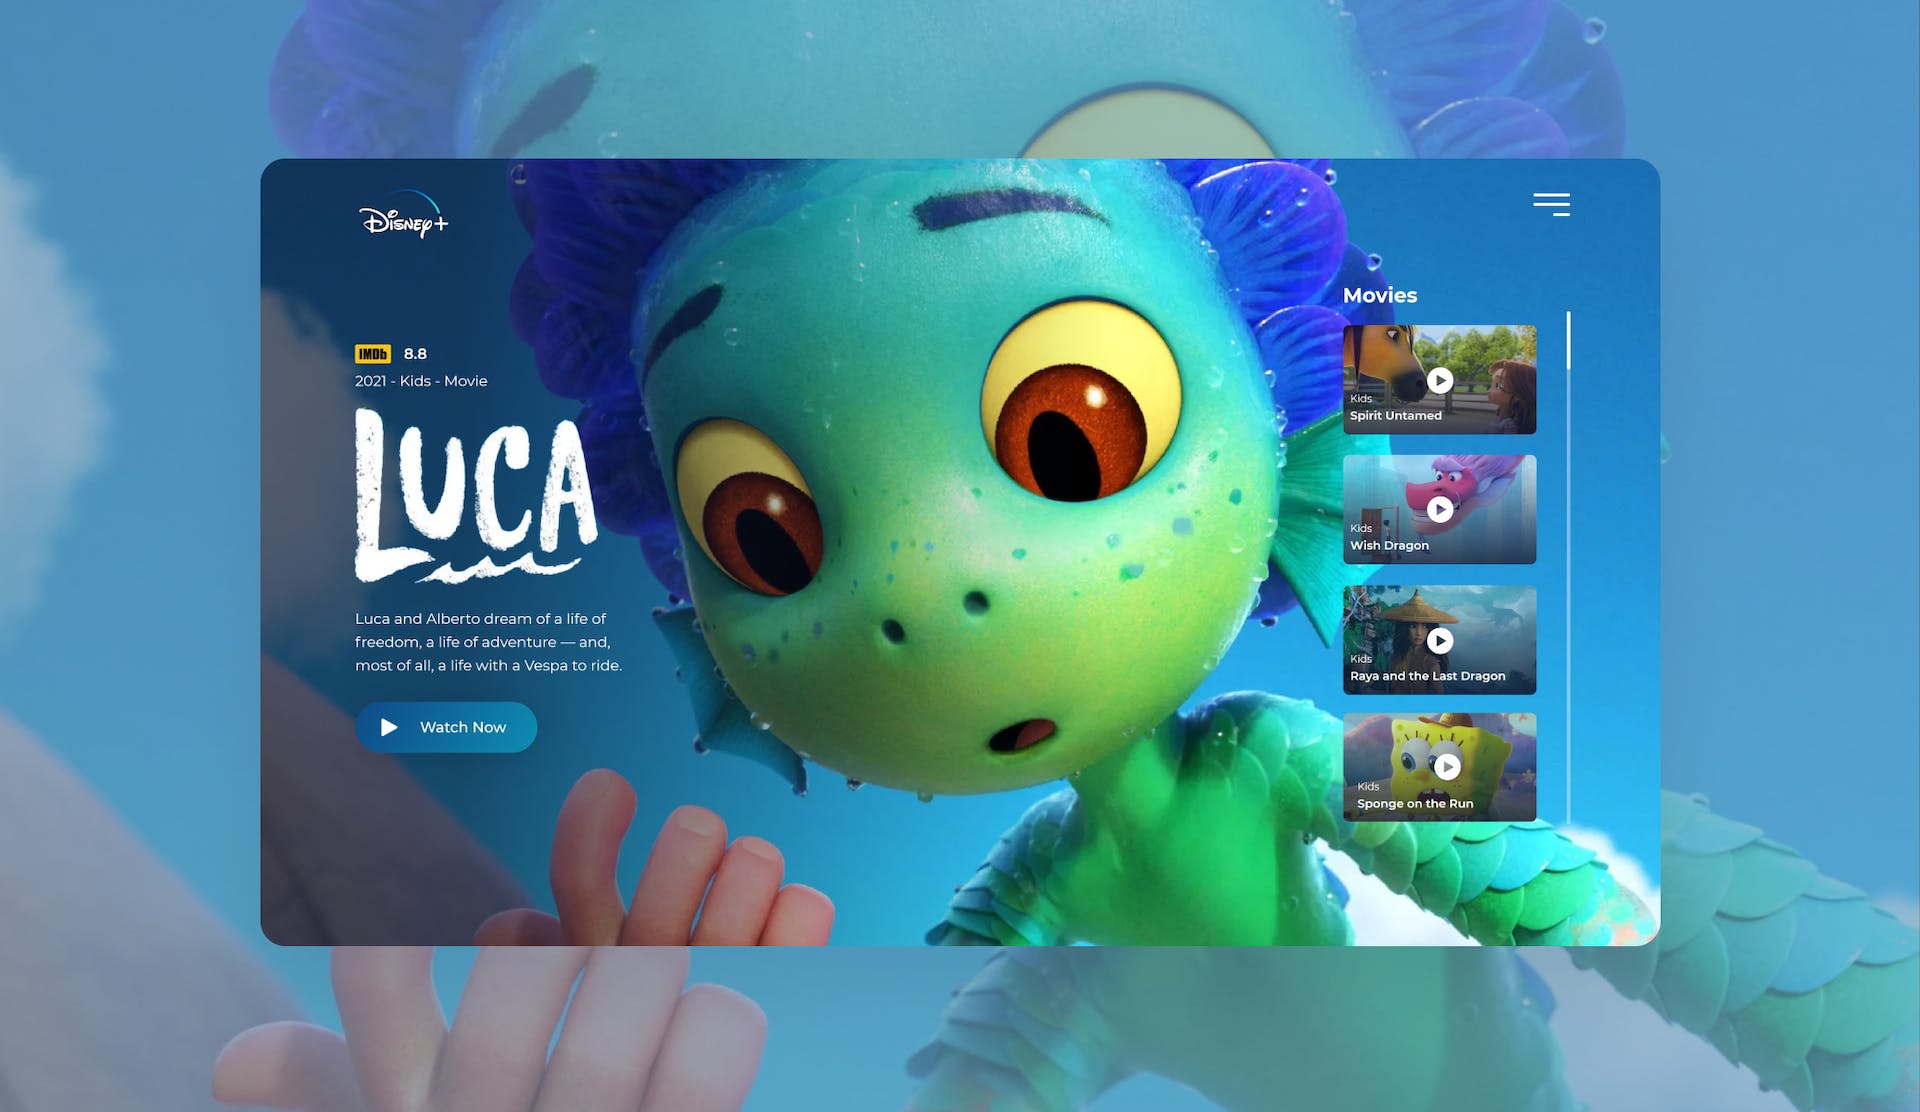 Disney+
IMDb 8.8
2021 - Kids - Movie
LUCA
Luca and Alberto dream of a life of
freedom, a life of adventure — and,
most of all, a life with a Vespa to ride.
Watch Now
Movies
Kids
Spirit Untamed
Kids
Wish Dragon
Kids
Raya and the Last Dragon
Kids
Sponge on the Run